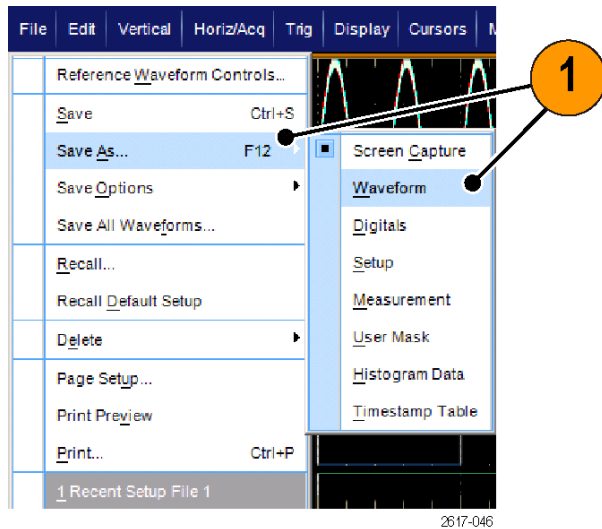 File Edit Vertical Horiz/Acq Trig Display Cursors
1
Reference Waveform Controls...
Save Ctrl+S
Save As... F12
Save Options
Save All Waveforms...
Recall...
Recall Default Setup
Delete
Page Setup...
Print Preview
Print... Ctrl+P
1 Recent Setup File 1
Screen Capture
Waveform
Digitals
Setup
Measurement
User Mask
Histogram Data
Timestamp Table
2617-046